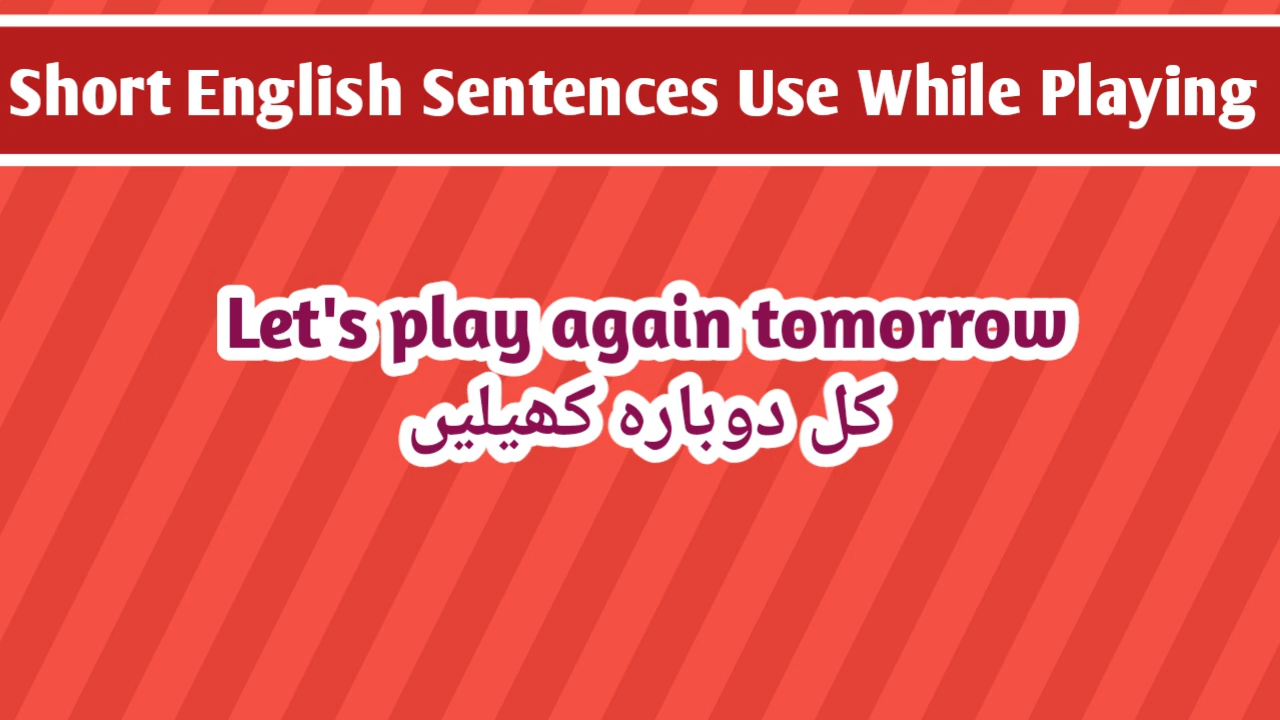 Short English Sentences Use While Playing
Let's play again tomorrow
کل دوبارہ کھیلیں